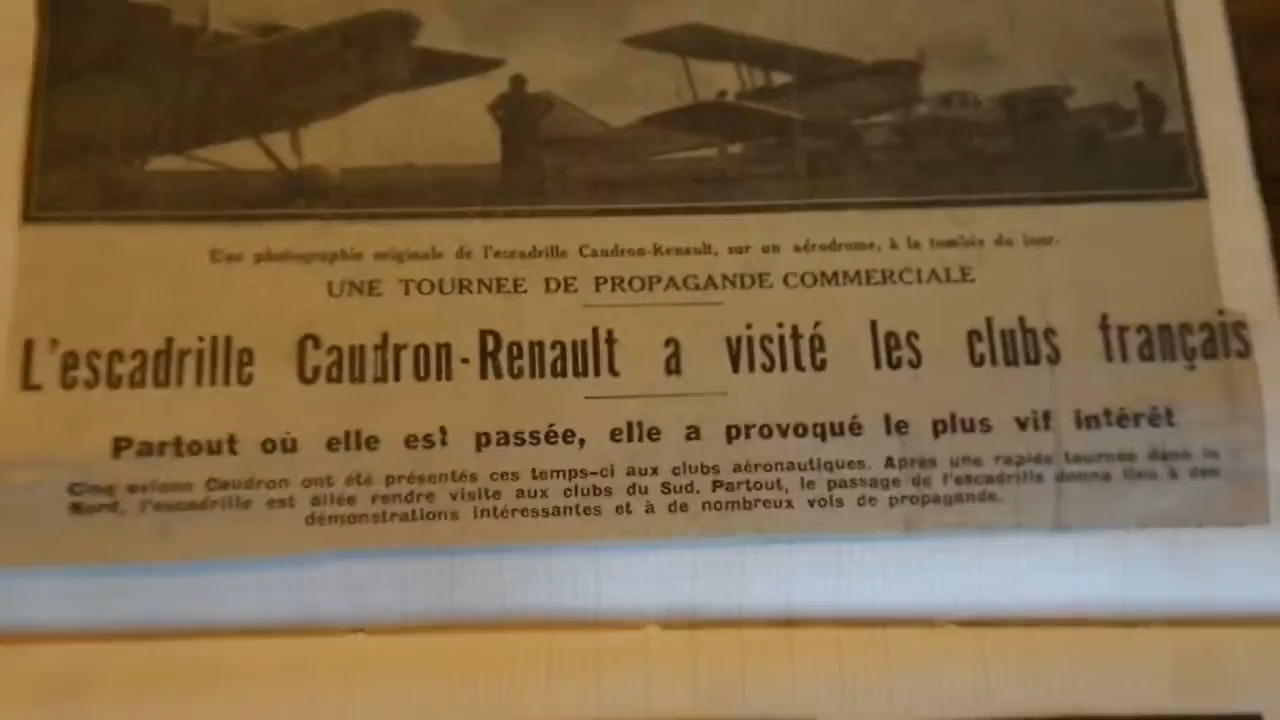 Une photographie originale de l'escadrille Caudron-Renault, sur un aérodrome, à la tombée du jour.
UNE TOURNEE DE PROPAGANDE COMMERCIALE
L'escadrille Caudron-Renault a visité les clubs français
Partout où elle est passée, elle a provoqué le plus vif intérêt
Cinq avions Caudron ont été présentés ces temps-ci aux clubs aéronautiques. Après une rapide tournée dans le
Nord, l'escadrille est allée rendre visite aux clubs du Sud. Partout, le passage de l'escadrille donna lieu à des
démonstrations intéressantes et à de nombreux vols de propagande.